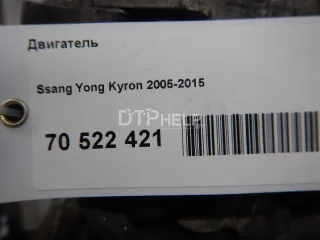 Двигатель
Ssang Yong Kyron 2005-2015
DTPHELP
70 522 421